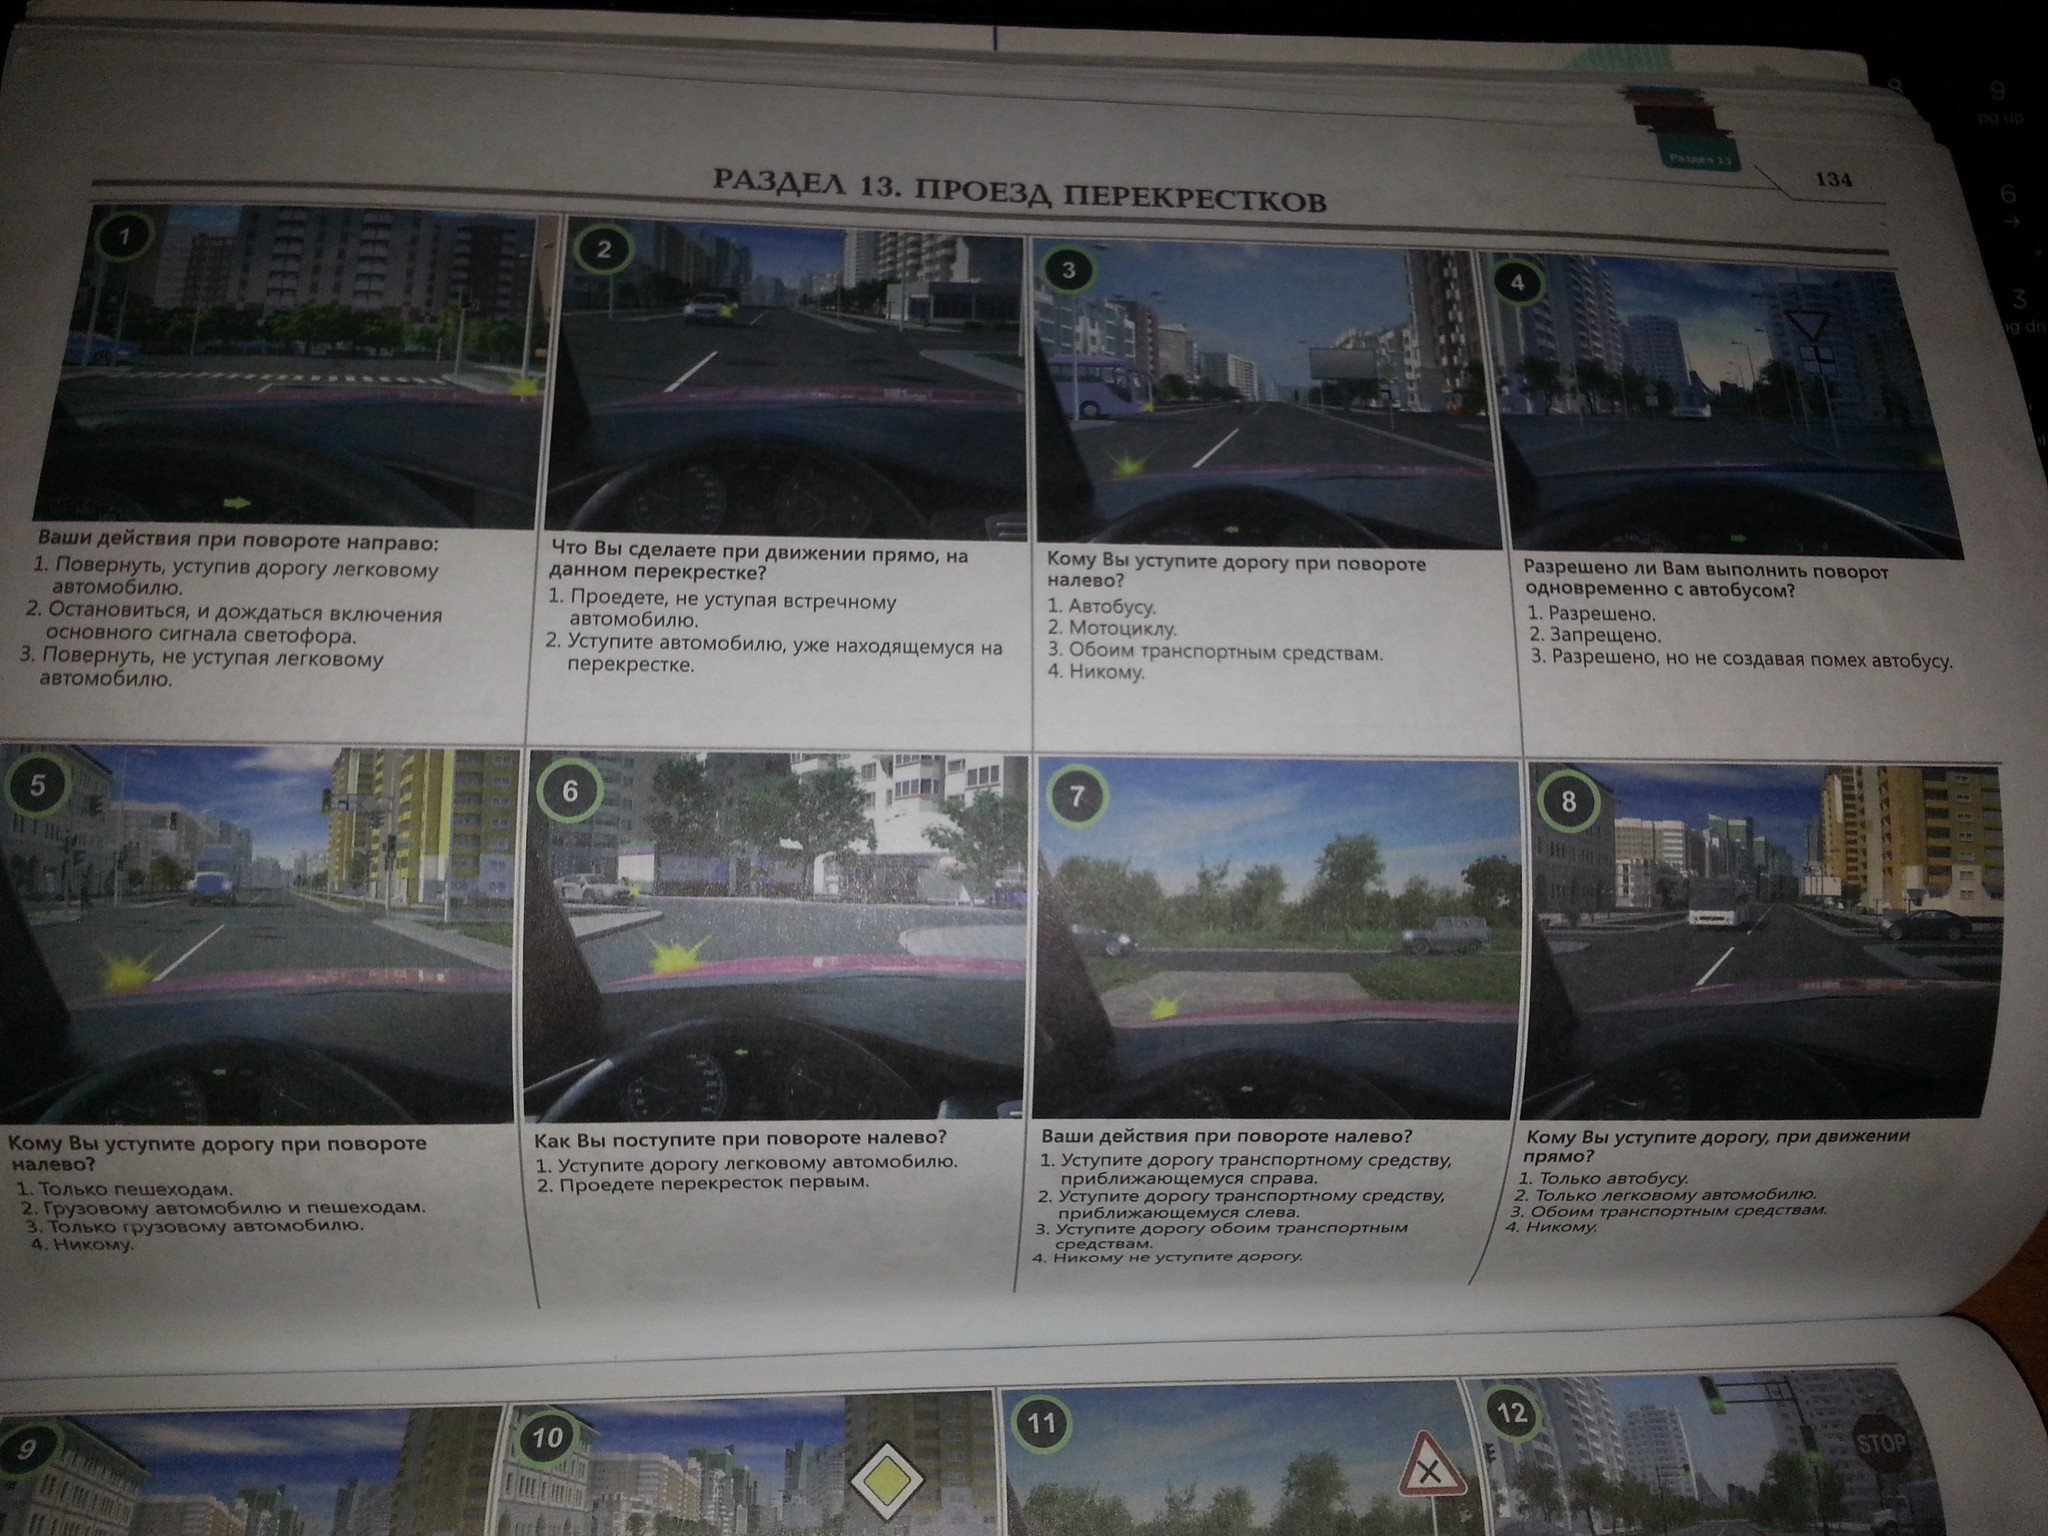 Раздел 13
134
РАЗДЕЛ 13. ПРОЕЗД ПЕРЕКРЕСТКОВ
1
Ваши действия при повороте направо:
1. Повернуть, уступив дорогу легковому
автомобилю.
2. Остановиться, и дождаться включения
основного сигнала светофора.
3. Повернуть, не уступая легковому
автомобилю.
2
Что Вы сделаете при движении прямо, на
данном перекрестке?
1. Проедете, не уступая встречному
автомобилю.
2. Уступите автомобилю, уже находящемуся на
перекрестке.
3
Кому Вы уступите дорогу при повороте
налево?
1. Автобусу.
2. Мотоциклу.
3. Обоим транспортным средствам.
4. Никому.
4
Разрешено ли Вам выполнить поворот
одновременно с автобусом?
1. Разрешено.
2. Запрещено.
3. Разрешено, но не создавая помех автобусу.
5
Кому Вы уступите дорогу при повороте
налево?
1. Только пешеходам.
2. Грузовому автомобилю и пешеходам.
3. Только грузовому автомобилю.
4. Никому.
6
Как Вы поступите при повороте налево?
1. Уступите дорогу легковому автомобилю.
2. Проедете перекресток первым.
7
Ваши действия при повороте налево?
1. Уступите дорогу транспортному средству,
приближающемуся справа.
2. Уступите дорогу транспортному средству,
приближающемуся слева.
3. Уступите дорогу обоим транспортным
средствам.
4. Никому не уступите дорогу.
8
Кому Вы уступите дорогу, при движении
прямо?
1. Только автобусу.
2. Только легковому автомобилю.
3. Обоим транспортным средствам.
4. Никому.
9
10
11
12
STOP
8
9
pg up
6
3
pg dn